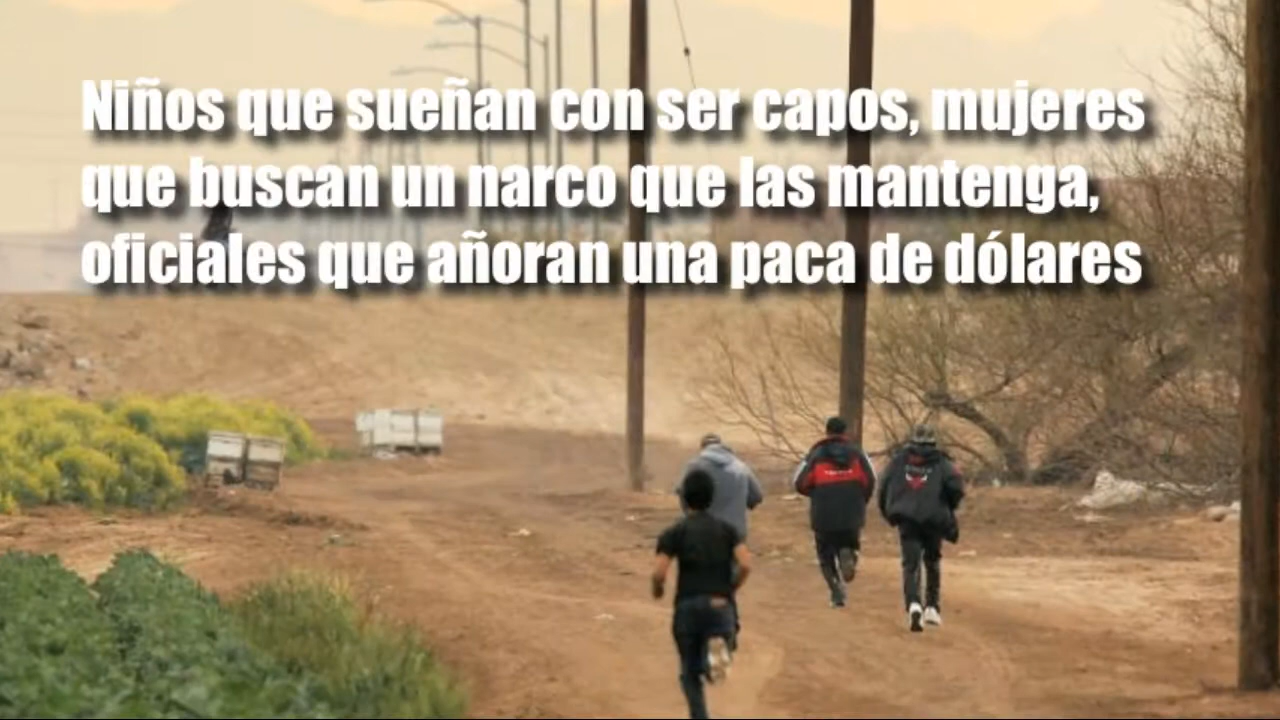 Niños que sueñan con ser capos, mujeres
que buscan un narco que las mantenga,
oficiales que añoran una paca de dólares